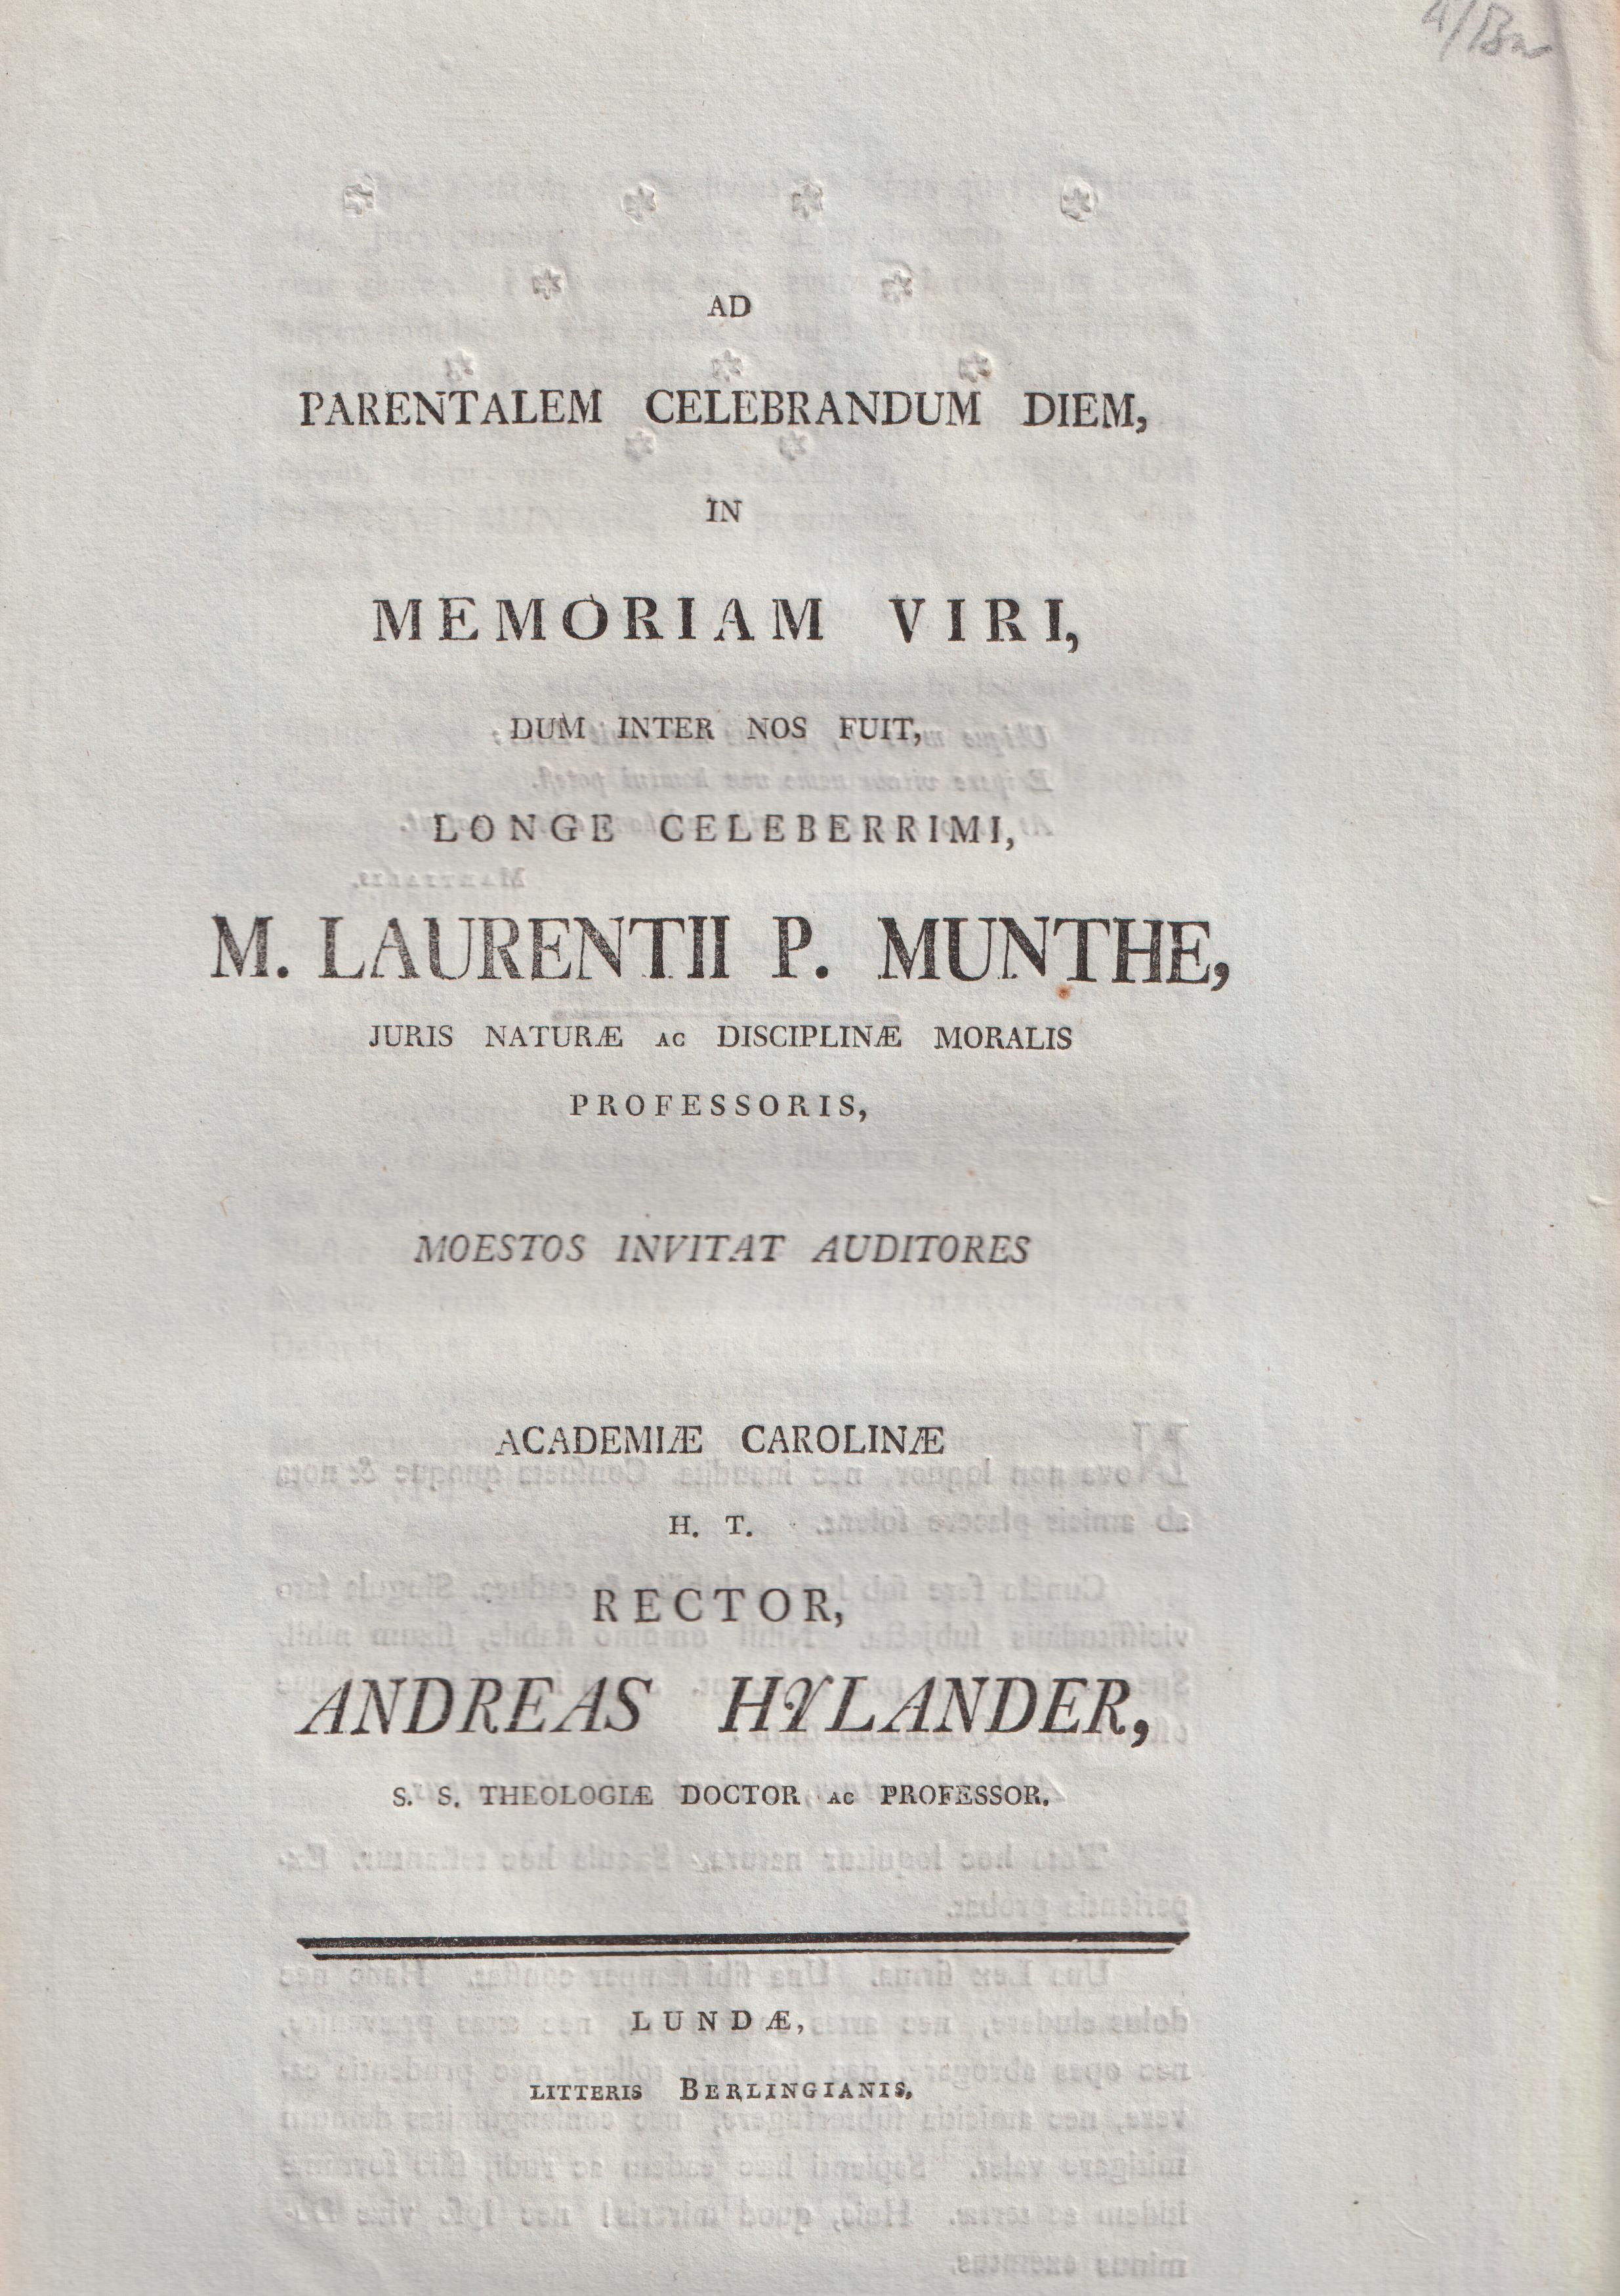 AD
PARENTALEM CELEBRANDUM DIEM,
IN
MEMORIAM VIRI,
DUM INTER NOS FUIT,
LONGE CELEBERRIMI,
M. LAURENTII P. MUNTHE,
JURIS NATURÆ AC DISCIPLINÆ MORALIS
PROFESSORIS,
MOESTOS INVITAT AUDITORES
ACADEMIÆ CAROLINÆ
H. T.
RECTOR,
ANDREAS HYLANDER,
S. S. THEOLOGIÆ DOCTOR AC PROFESSOR.
LUNDÆ,
LITTERIS BERLINGIANIS,